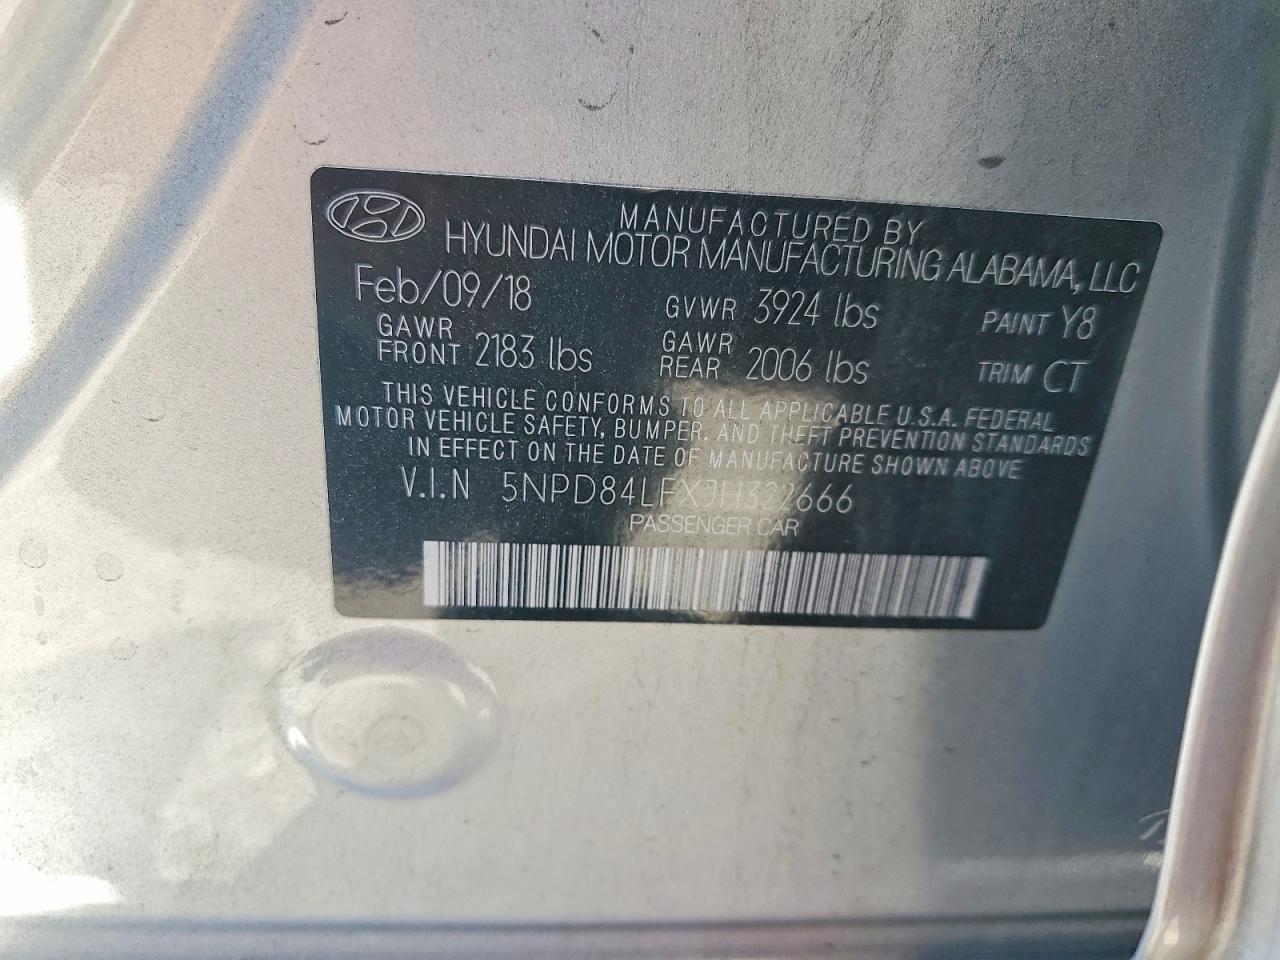 MANUFACTURED BY
HYUNDAI MOTOR MANUFACTURING ALABAMA, LLC
Feb/09/18 GVWR 3924 lbs PAINT Y8
GAWR FRONT 2183 lbs GAWR REAR 2006 lbs TRIM CT
THIS VEHICLE CONFORMS TO ALL APPLICABLE U.S.A. FEDERAL
MOTOR VEHICLE SAFETY, BUMPER, AND THEFT PREVENTION STANDARDS
IN EFFECT ON THE DATE OF MANUFACTURE SHOWN ABOVE
V.I.N 5NPD84LFXJH322666
PASSENGER CAR